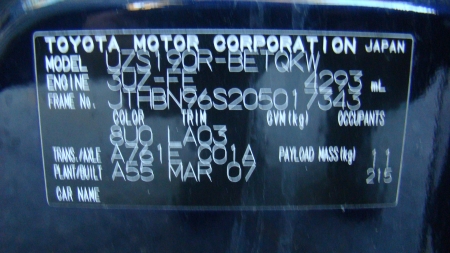 TOYOTA MOTOR CORPORATION JAPAN
MODEL UZS190R-BETQKW
ENGINE 3UZ-FE 4293 mL
FRAME NO. JTHBN96S205017343
COLOR TRIM GVM(kg) OCCUPANTS
8U0 LA03
TRANS./AXLE A761E C01A PAYLOAD MASS(kg) 11
PLANT/BUILT A55 MAR 07 215
CAR NAME